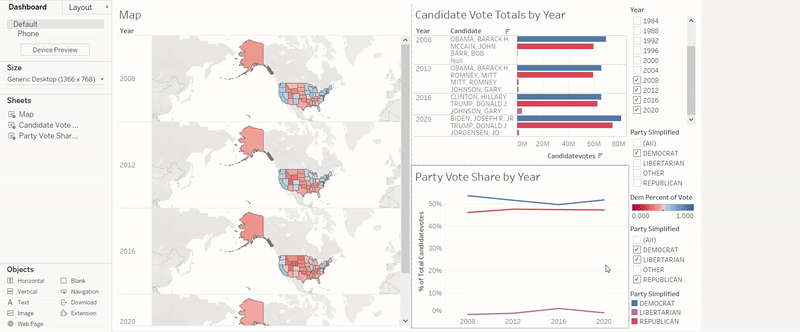 Dashboard
Layout
Default
Phone
Device Preview
Size
Generic Desktop (1366 x 768)
Sheets
Map
Candidate Vote ...
Party Vote Shar...
Objects
Horizontal
Blank
Vertical
Navigation
Text
Download
Image
Extension
Web Page
Map
Year
2008
2012
2016
2020
Candidate Vote Totals by Year
Year
Candidate
2008
OBAMA, BARACK H.
MCCAIN, JOHN
BARR, BOB
Null
2012
OBAMA, BARACK H.
ROMNEY, MITT
MITT, ROMNEY
JOHNSON, GARY
2016
CLINTON, HILLARY
TRUMP, DONALD J.
JOHNSON, GARY
2020
BIDEN, JOSEPH R. JR
TRUMP, DONALD J.
JORGENSEN, JO
0M 20M 40M 60M 80M
Candidatevotes
Party Vote Share by Year
% of Total Candidatevotes
50%
40%
30%
20%
10%
0%
2008 2012 2016 2020
Year
1984
1988
1992
1996
2000
2004
2008
2012
2016
2020
Party Simplified
(All)
DEMOCRAT
LIBERTARIAN
OTHER
REPUBLICAN
Dem Percent of Vote
0.000 1.000
Party Simplified
(All)
DEMOCRAT
LIBERTARIAN
OTHER
REPUBLICAN
Party Simplified
DEMOCRAT
LIBERTARIAN
REPUBLICAN